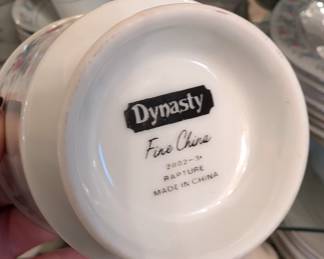 Dynasty
Fine China
2002-3
RAPTURE
MADE IN CHINA